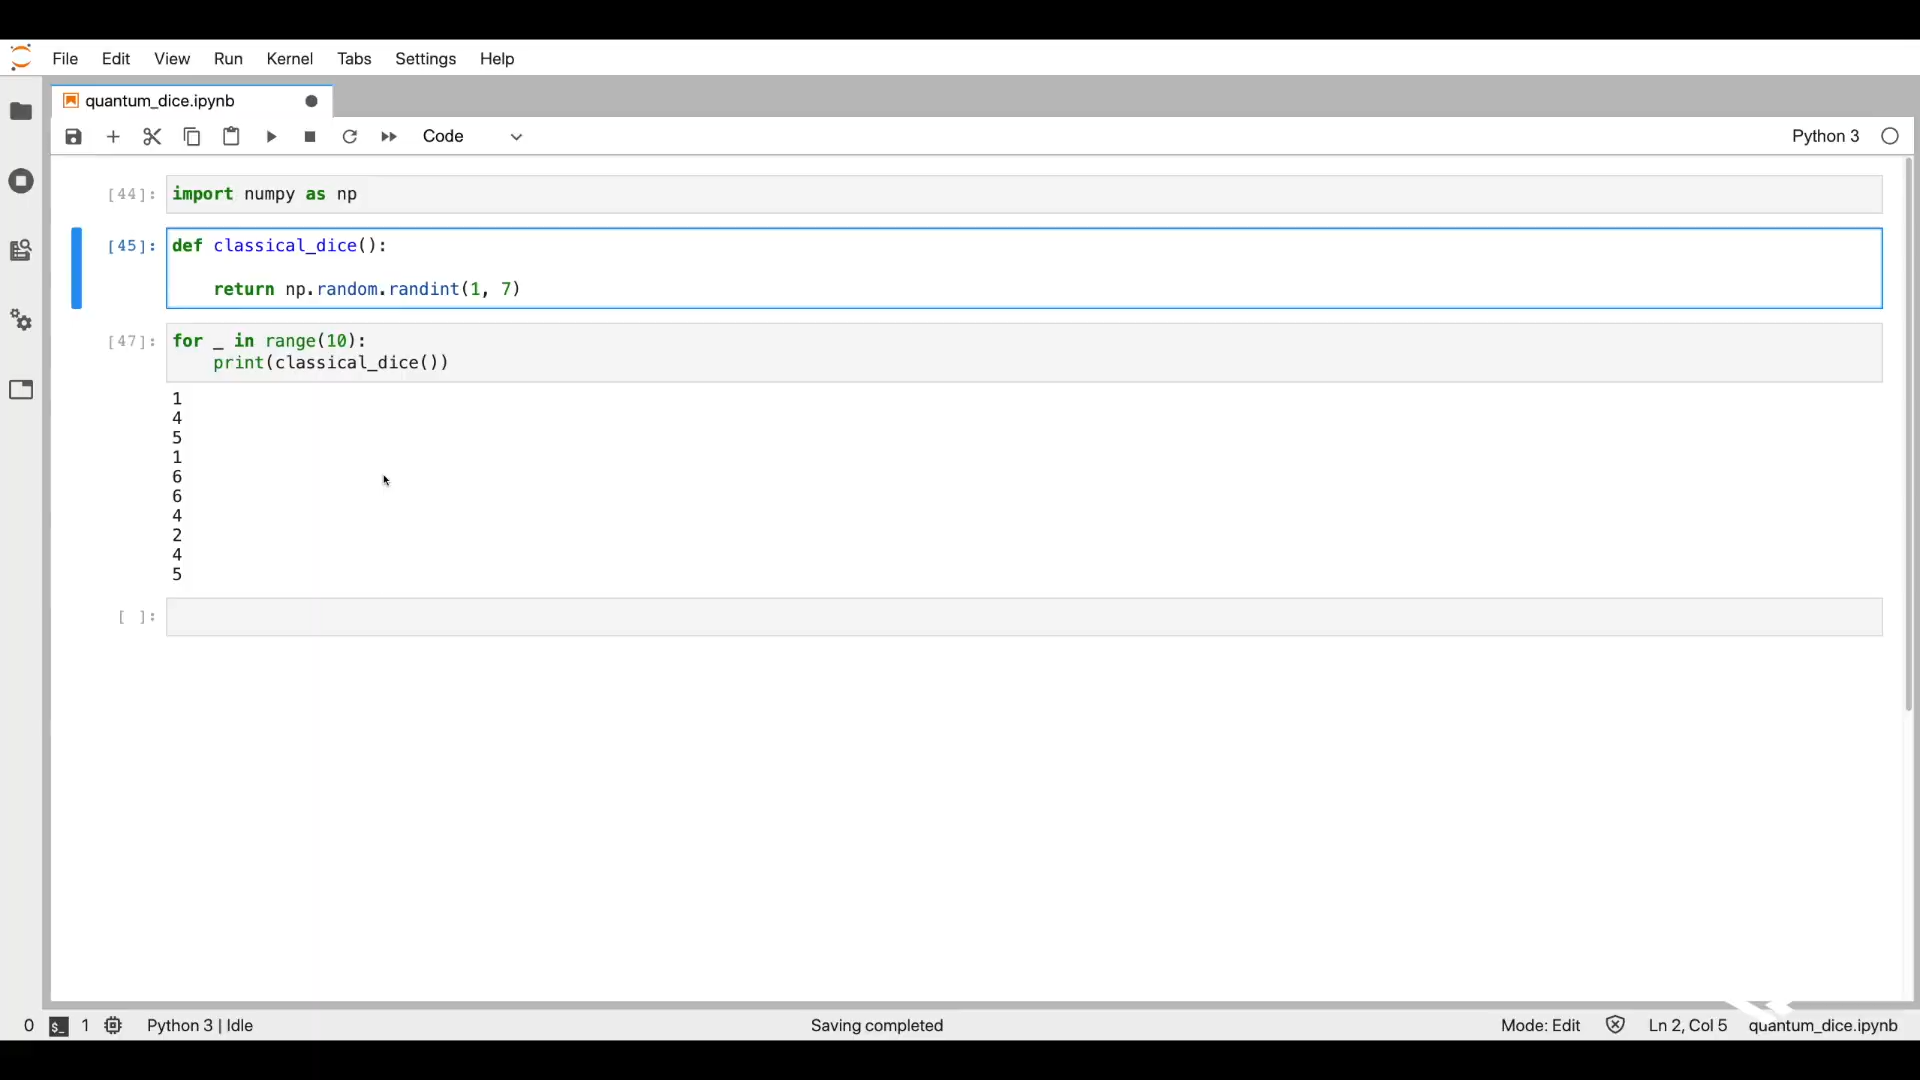 File Edit View Run Kernel Tabs Settings Help
quantum_dice.ipynb
Code
Python 3
[44]: import numpy as np
[45]: def classical_dice():
return np.random.randint(1, 7)
[47]: for _ in range(10):
print(classical_dice())
1
4
5
1
6
6
4
2
4
5
[ ]:
0 $_ 1 Python 3 | Idle Saving completed Mode: Edit Ln 2, Col 5 quantum_dice.ipynb